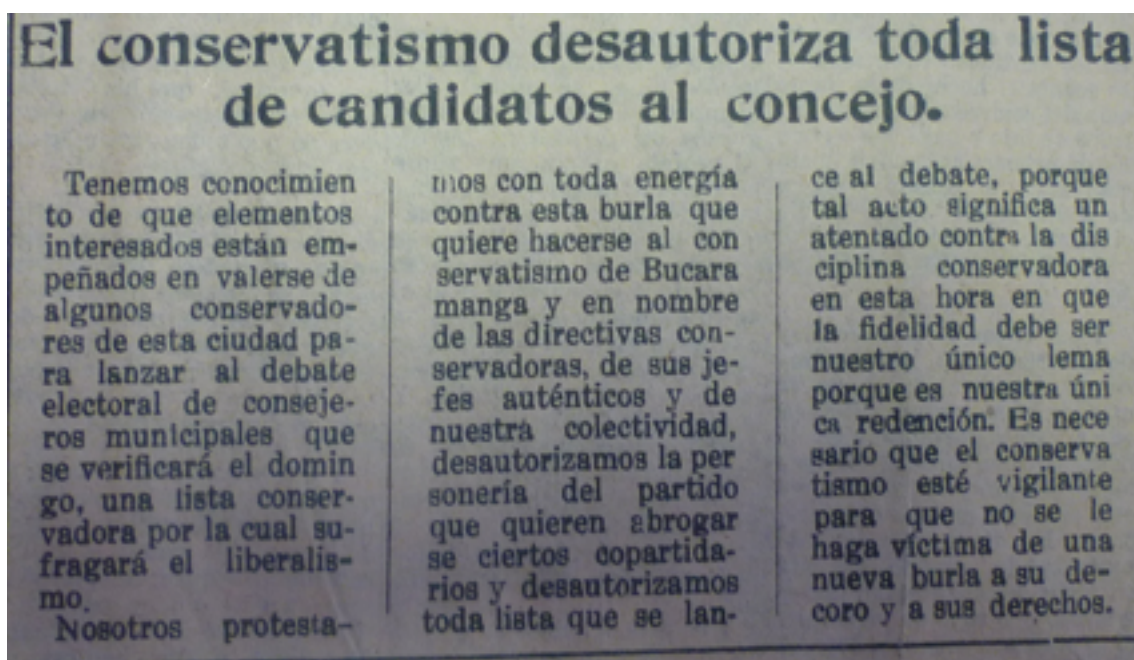 El conservatismo desautoriza toda lista
de candidatos al concejo.
Tenemos conocimien
to de que elementos
interesados están em-
peñados en valerse de
algunos conservado-
res de esta ciudad pa-
ra lanzar al debate
electoral de conseje-
ros municipales que
se verificará el domin
go, una lista conser-
vadora por la cual su-
fragará el liberalis-
mo.
Nosotros protesta-
mos con toda energía
contra esta burla que
quiere hacerse al con
servatismo de Bucara
manga y en nombre
de las directivas con-
servadoras, de sus je-
fes auténticos y de
nuestra colectividad,
desautorizamos la per
sonería del partido
que quieren abrogar
se ciertos copartida-
rios y desautorizamos
toda lista que se lan-
ce al debate, porque
tal acto significa un
atentado contra la dis
ciplina conservadora
en esta hora en que
la fidelidad debe ser
nuestro único lema
porque es nuestra úni
ca redención. Es nece
sario que el conserva
tismo esté vigilante
para que no se le
haga víctima de una
nueva burla a su de-
coro y a sus derechos.